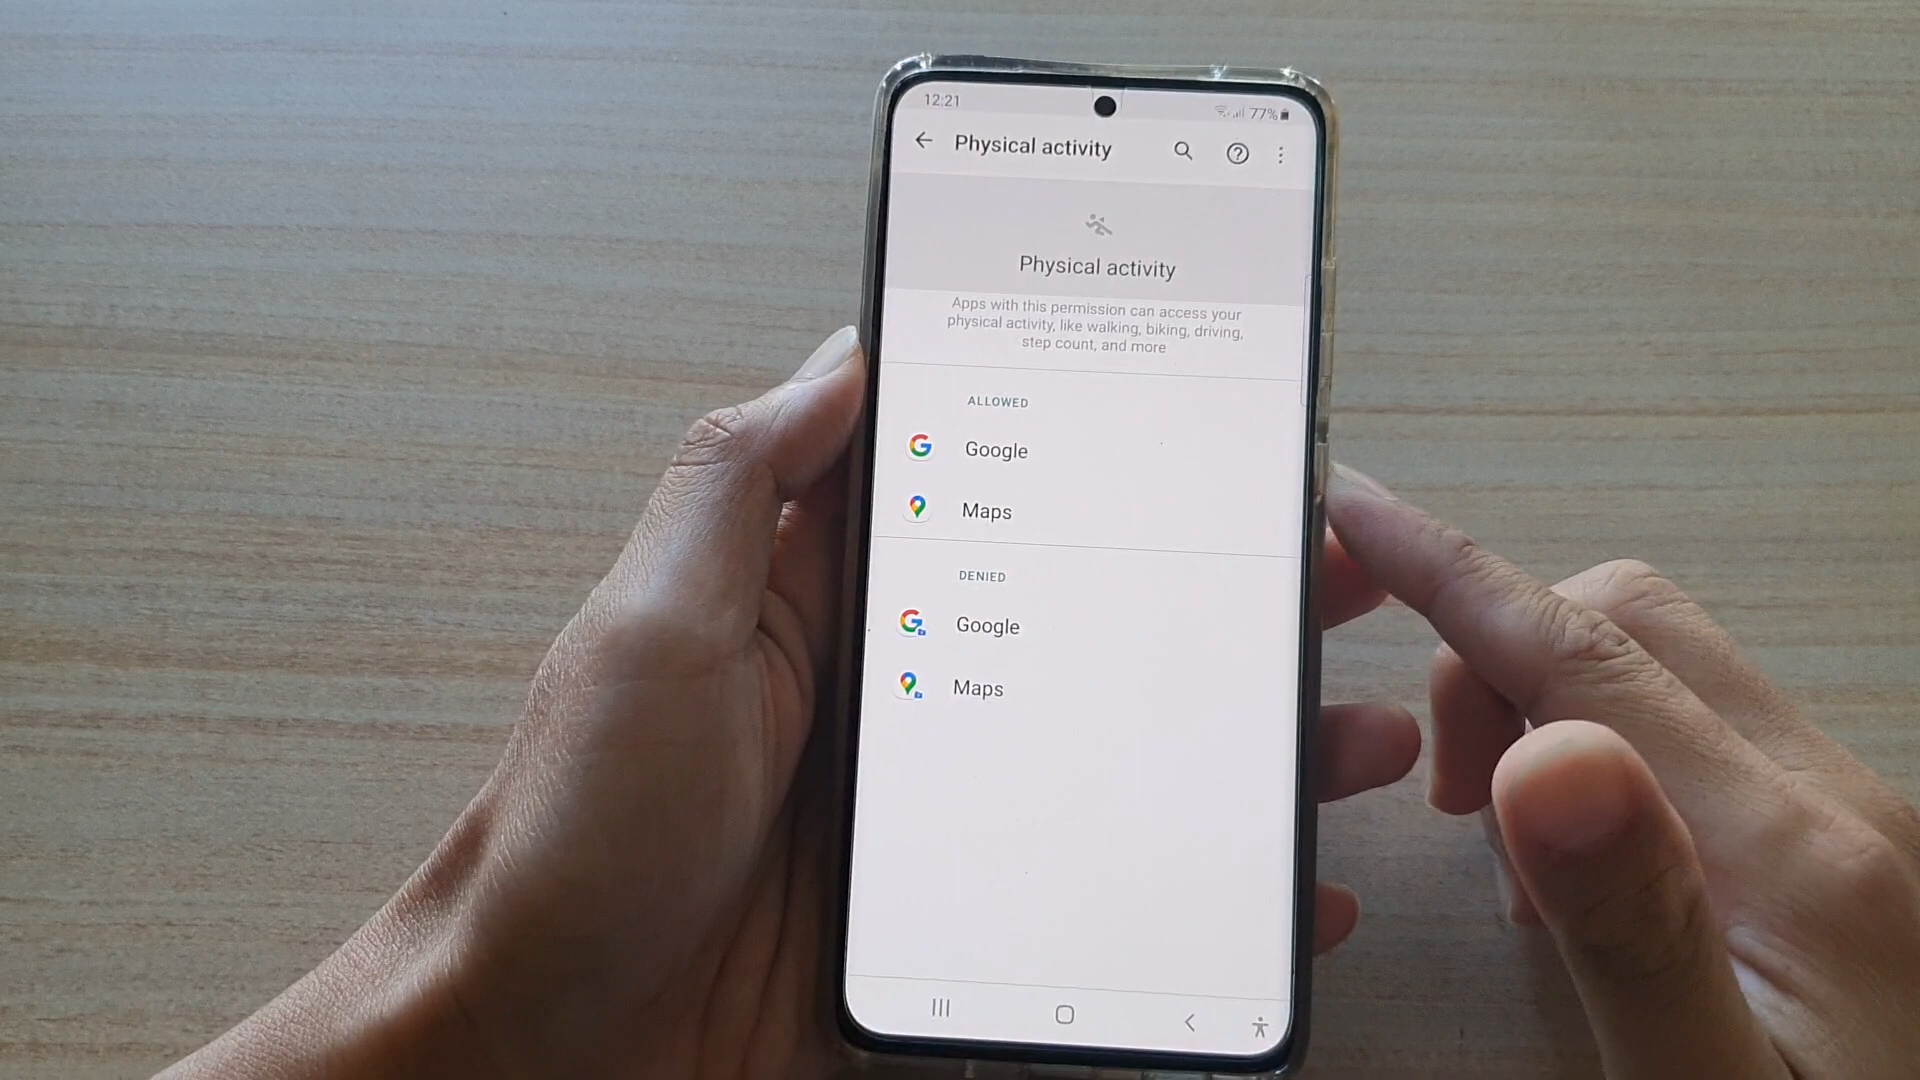 12:21
77%
Physical activity
Physical activity
Apps with this permission can access your
physical activity, like walking, biking, driving,
step count, and more
ALLOWED
Google
Maps
DENIED
Google
Maps